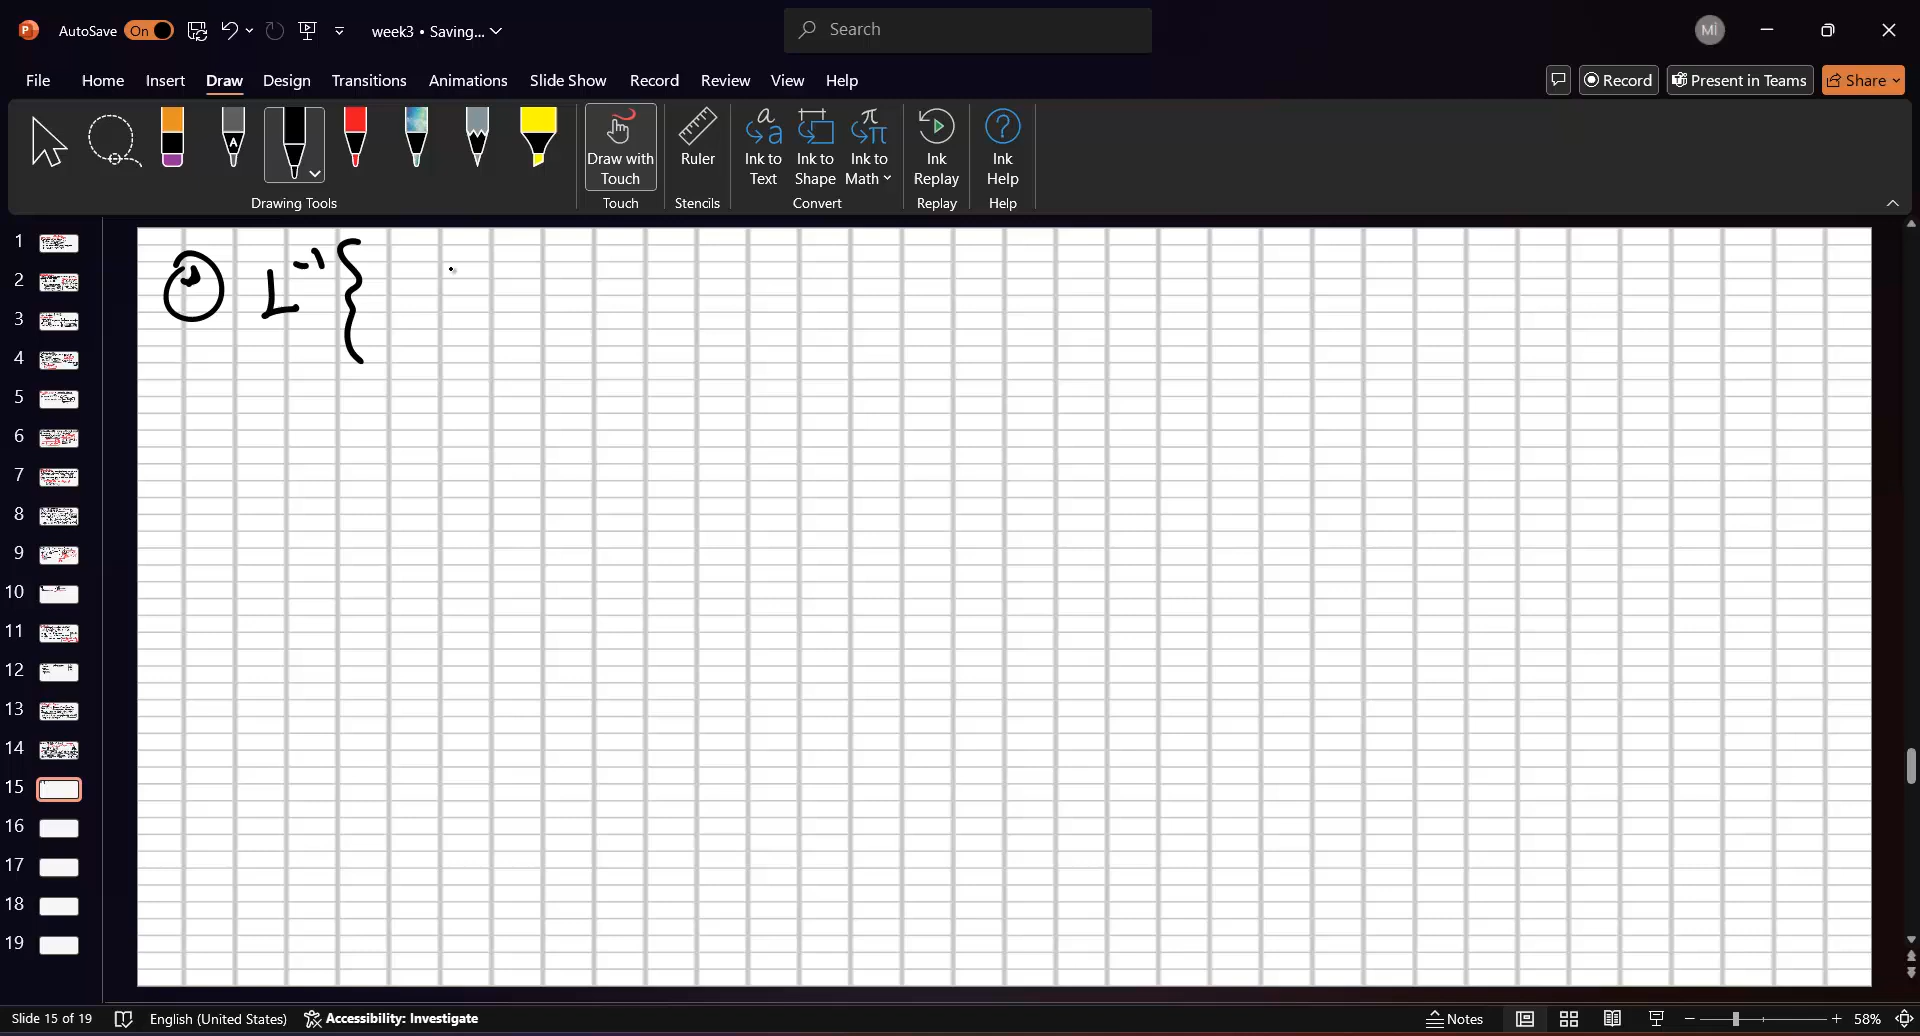 AutoSave On week3 • Saving... Search Mİ
File Home Insert Draw Design Transitions Animations Slide Show Record Review View Help Record Present in Teams Share
A
Draw with Touch
Ruler
Ink to Text
Ink to Shape
Ink to Math
Ink Replay
Ink Help
Drawing Tools Touch Stencils Convert Replay Help
1
2
3
4
5
6
7
8
9
10
11
12
13
14
15
16
17
18
19
L⁻¹{
Slide 15 of 19 English (United States) Accessibility: Investigate Notes 58%